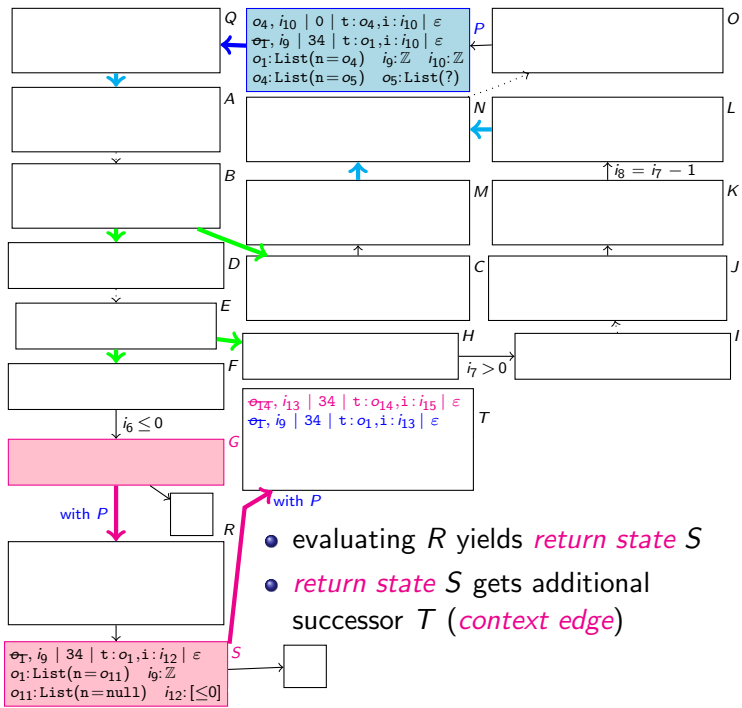 Q
o4, i10 | 0 | t:o4,i:i10 | ε
o1, i9 | 34 | t:o1,i:i10 | ε
o1:List(n=o4) i9:ℤ i10:ℤ
o4:List(n=o5) o5:List(?)
P
O
A
N
L
B
M
i8 = i7 − 1
K
D
C
J
E
H
I
F
i7 > 0
i6 ≤ 0
o14, i13 | 34 | t:o14,i:i15 | ε
o1, i9 | 34 | t:o1,i:i13 | ε
T
G
with P
with P
R
• evaluating R yields return state S
• return state S gets additional
successor T (context edge)
o1, i9 | 34 | t:o1,i:i12 | ε
o1:List(n=o11) i9:ℤ
o11:List(n=null) i12:[≤0]
S